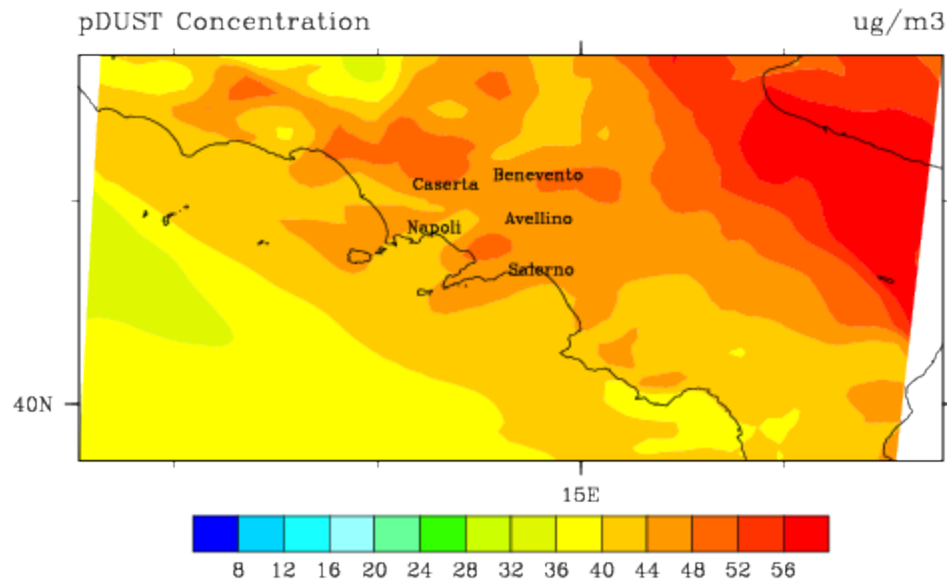 pDUST Concentration ug/m3
Benevento
Caserta
Avellino
Napoli
Salerno
40N
15E
8 12 16 20 24 28 32 36 40 44 48 52 56